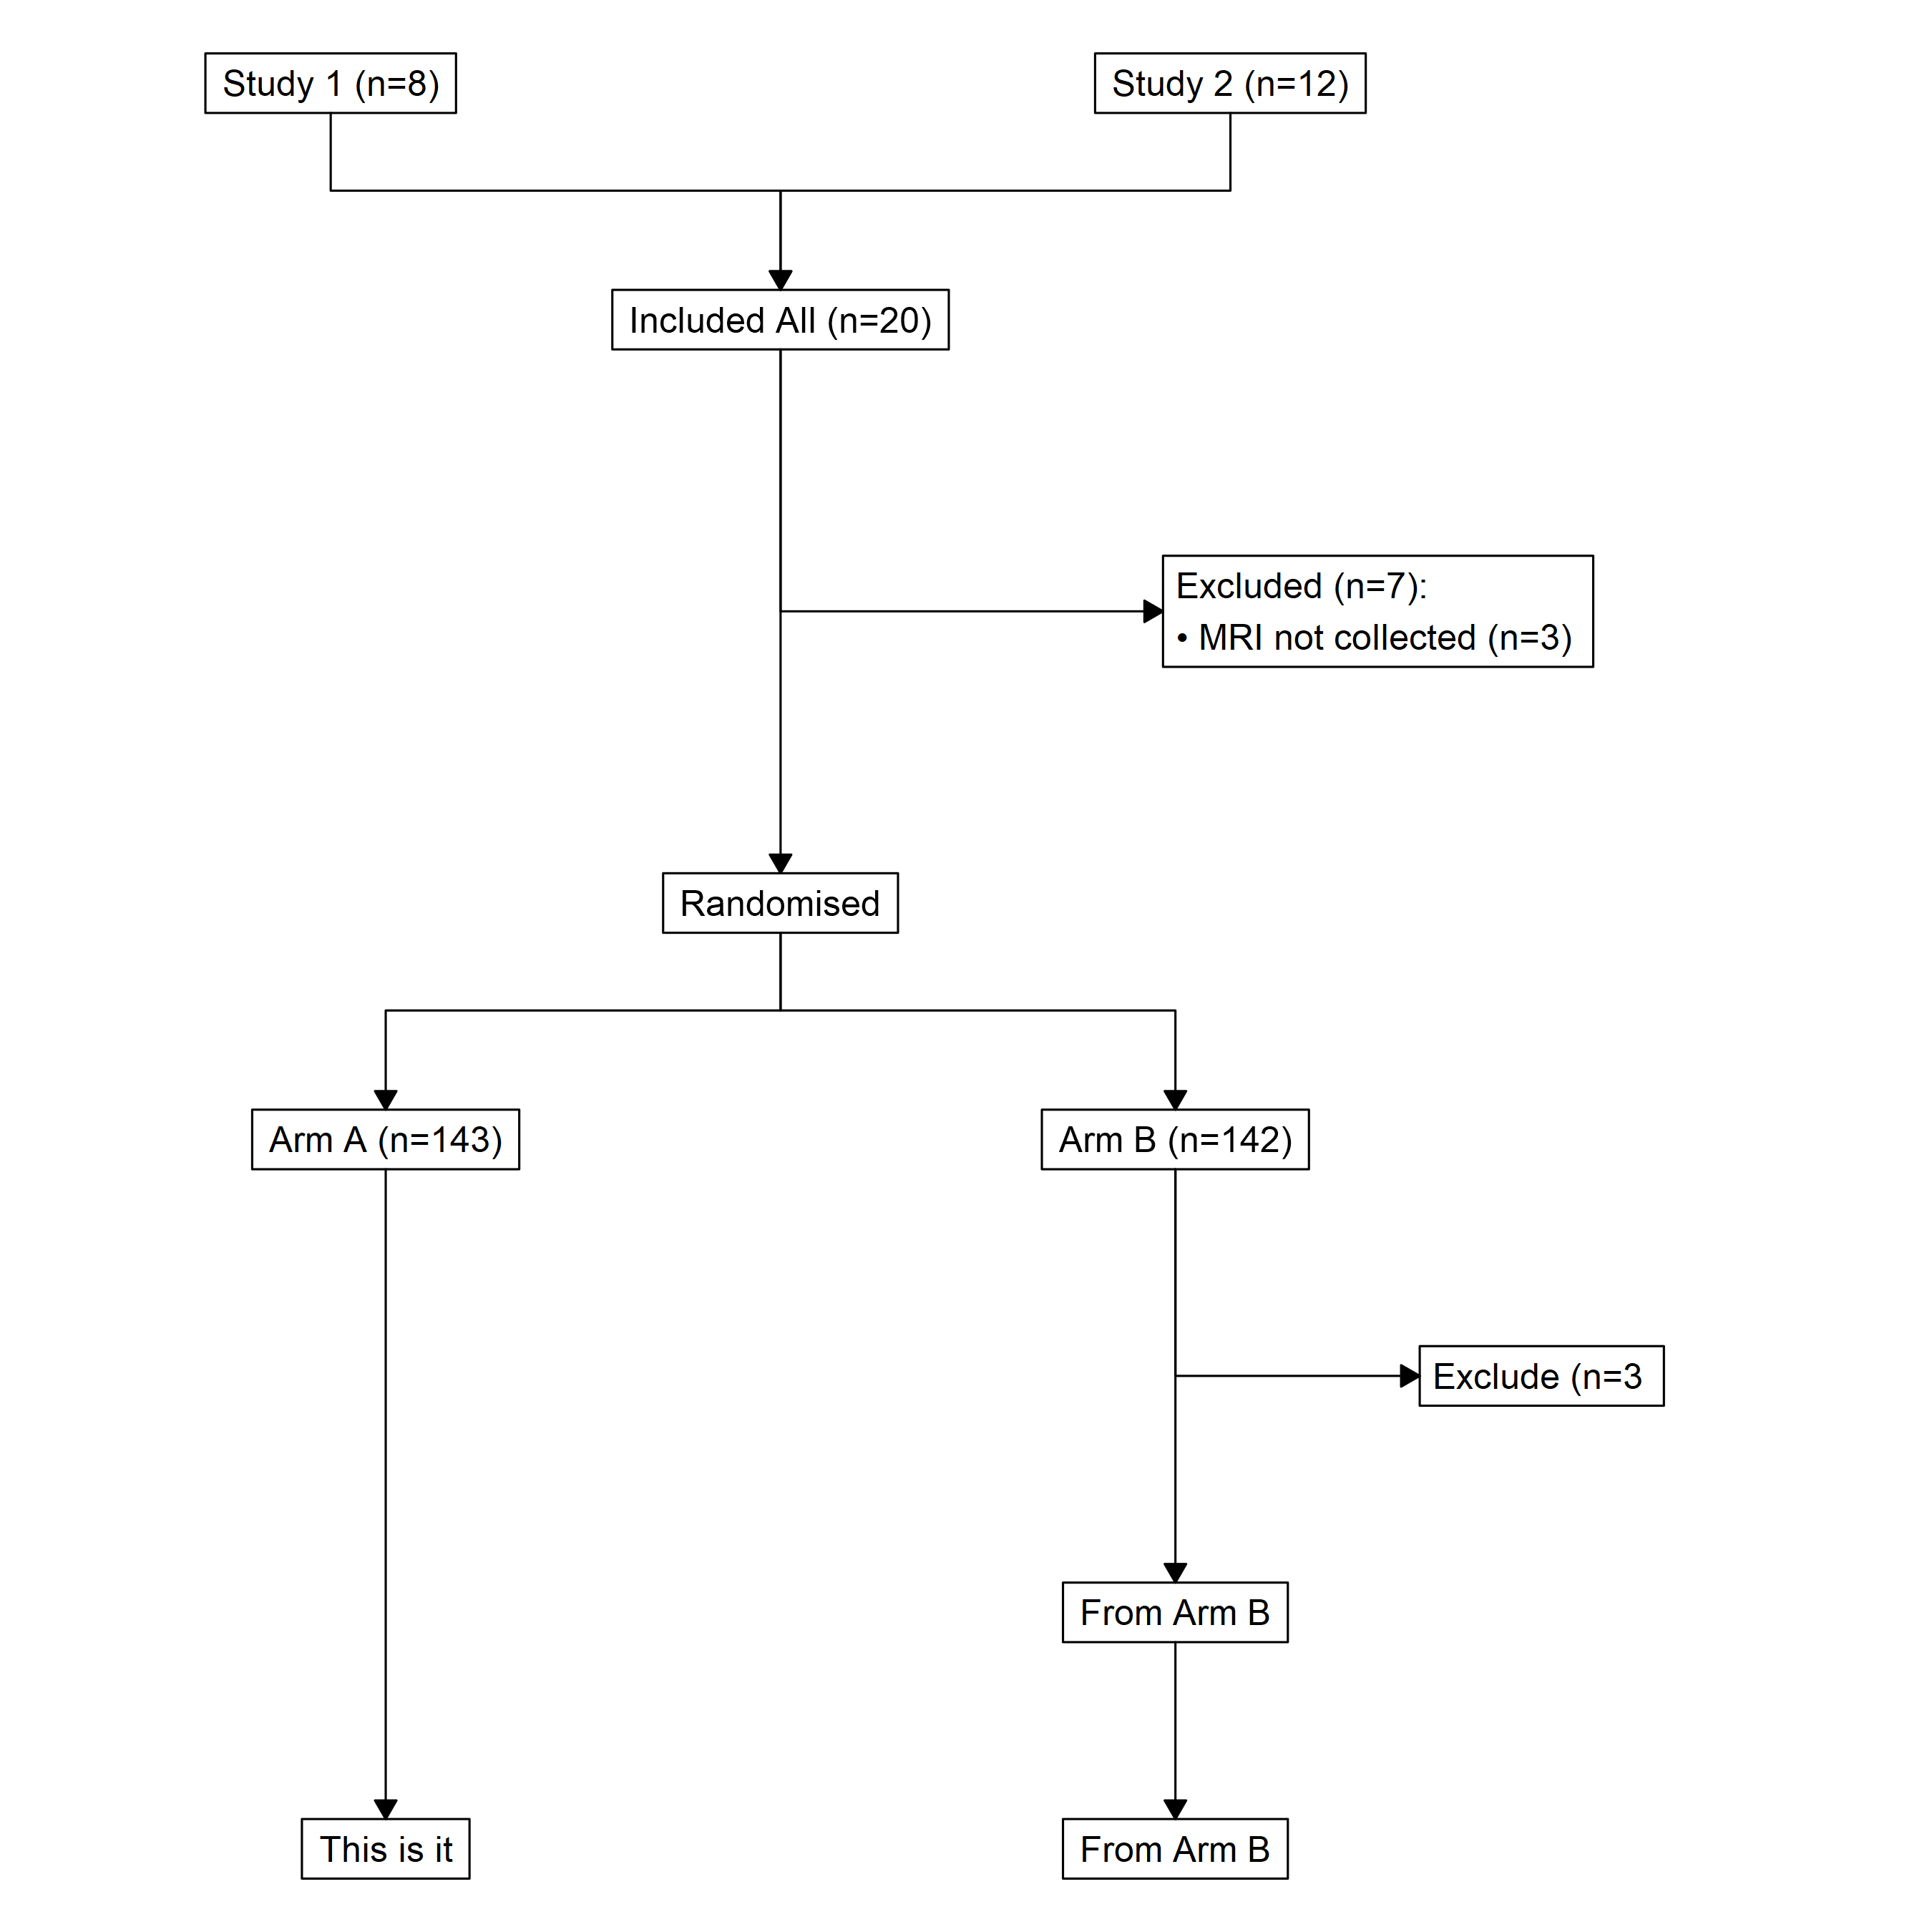 Study 1 (n=8)
Study 2 (n=12)
Included All (n=20)
Excluded (n=7):
• MRI not collected (n=3)
Randomised
Arm A (n=143)
Arm B (n=142)
Exclude (n=3
From Arm B
This is it
From Arm B